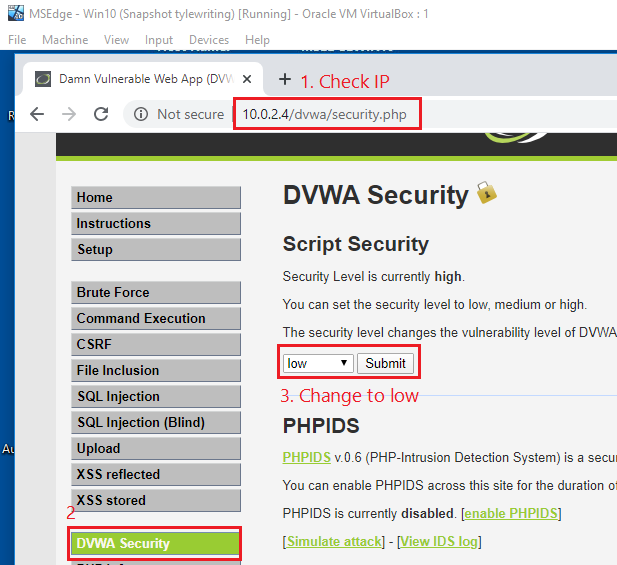 MSEdge - Win10 (Snapshot tylewriting) [Running] - Oracle VM VirtualBox : 1
File Machine View Input Devices Help
Damn Vulnerable Web App (DVW
1. Check IP
Not secure 10.0.2.4/dvwa/security.php
Home
Instructions
Setup
Brute Force
Command Execution
CSRF
File Inclusion
SQL Injection
SQL Injection (Blind)
Upload
XSS reflected
XSS stored
2
DVWA Security
DVWA Security
Script Security
Security Level is currently high.
You can set the security level to low, medium or high.
The security level changes the vulnerability level of DVWA
low Submit
3. Change to low
PHPIDS
PHPIDS v.0.6 (PHP-Intrusion Detection System) is a secu
You can enable PHPIDS across this site for the duration of
PHPIDS is currently disabled. [enable PHPIDS]
[Simulate attack] - [View IDS log]